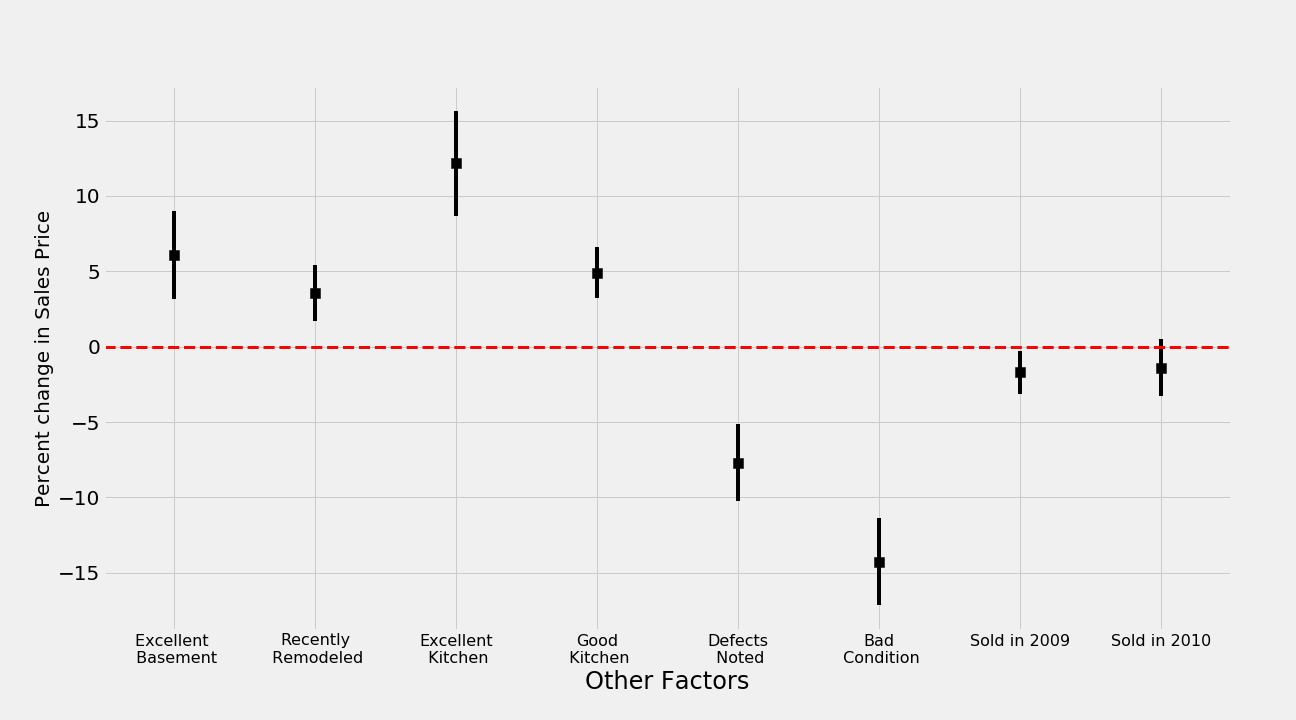 Percent change in Sales Price
15
10
5
0
−5
−10
−15
Excellent
Basement
Recently
Remodeled
Excellent
Kitchen
Good
Kitchen
Defects
Noted
Bad
Condition
Sold in 2009
Sold in 2010
Other Factors